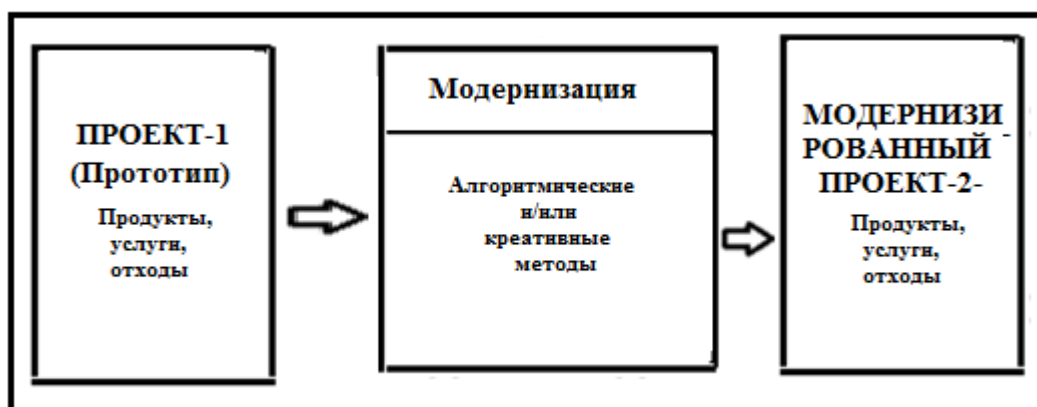 ПРОЕКТ-1
(Прототип)
Продукты,
услуги,
отходы
Модернизация
Алгоритмические
и/или
креативные
методы
МОДЕРНИЗИ
РОВАННЫЙ -
ПРОЕКТ-2-
Продукты,
услуги,
отходы